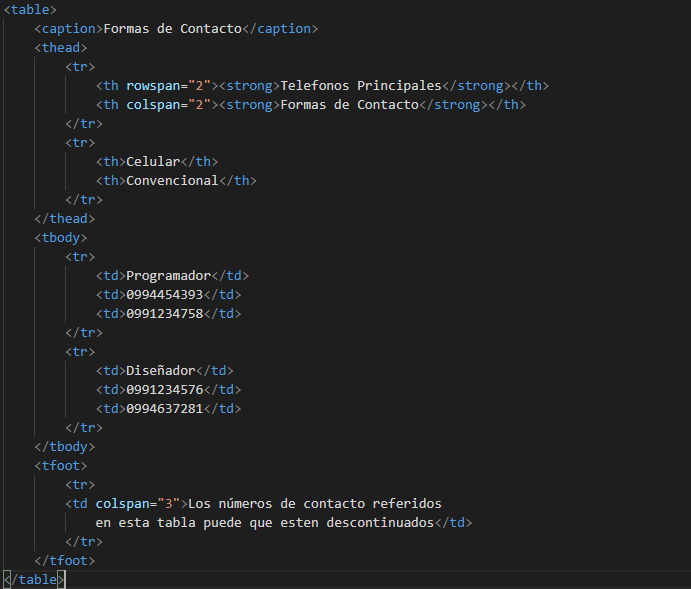 <table>
    <caption>Formas de Contacto</caption>
    <thead>
        <tr>
            <th rowspan="2"><strong>Telefonos Principales</strong></th>
            <th colspan="2"><strong>Formas de Contacto</strong></th>
        </tr>
        <tr>
            <th>Celular</th>
            <th>Convencional</th>
        </tr>
    </thead>
    <tbody>
        <tr>
            <td>Programador</td>
            <td>0994454393</td>
            <td>0991234758</td>
        </tr>
        <tr>
            <td>Diseñador</td>
            <td>0991234576</td>
            <td>0994637281</td>
        </tr>
    </tbody>
    <tfoot>
        <tr>
        <td colspan="3">Los números de contacto referidos
            en esta tabla puede que esten descontinuados</td>
        </tr>
    </tfoot>
</table>